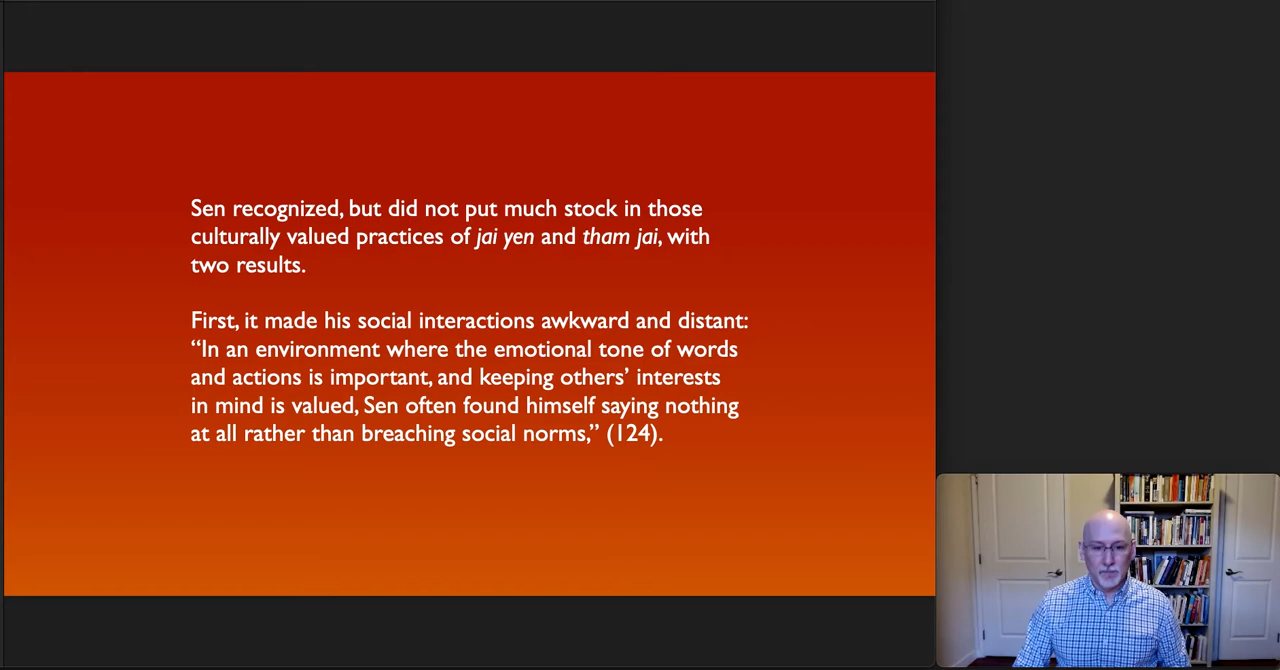 Sen recognized, but did not put much stock in those
culturally valued practices of jai yen and tham jai, with
two results.
First, it made his social interactions awkward and distant:
“In an environment where the emotional tone of words
and actions is important, and keeping others’ interests
in mind is valued, Sen often found himself saying nothing
at all rather than breaching social norms,” (124).